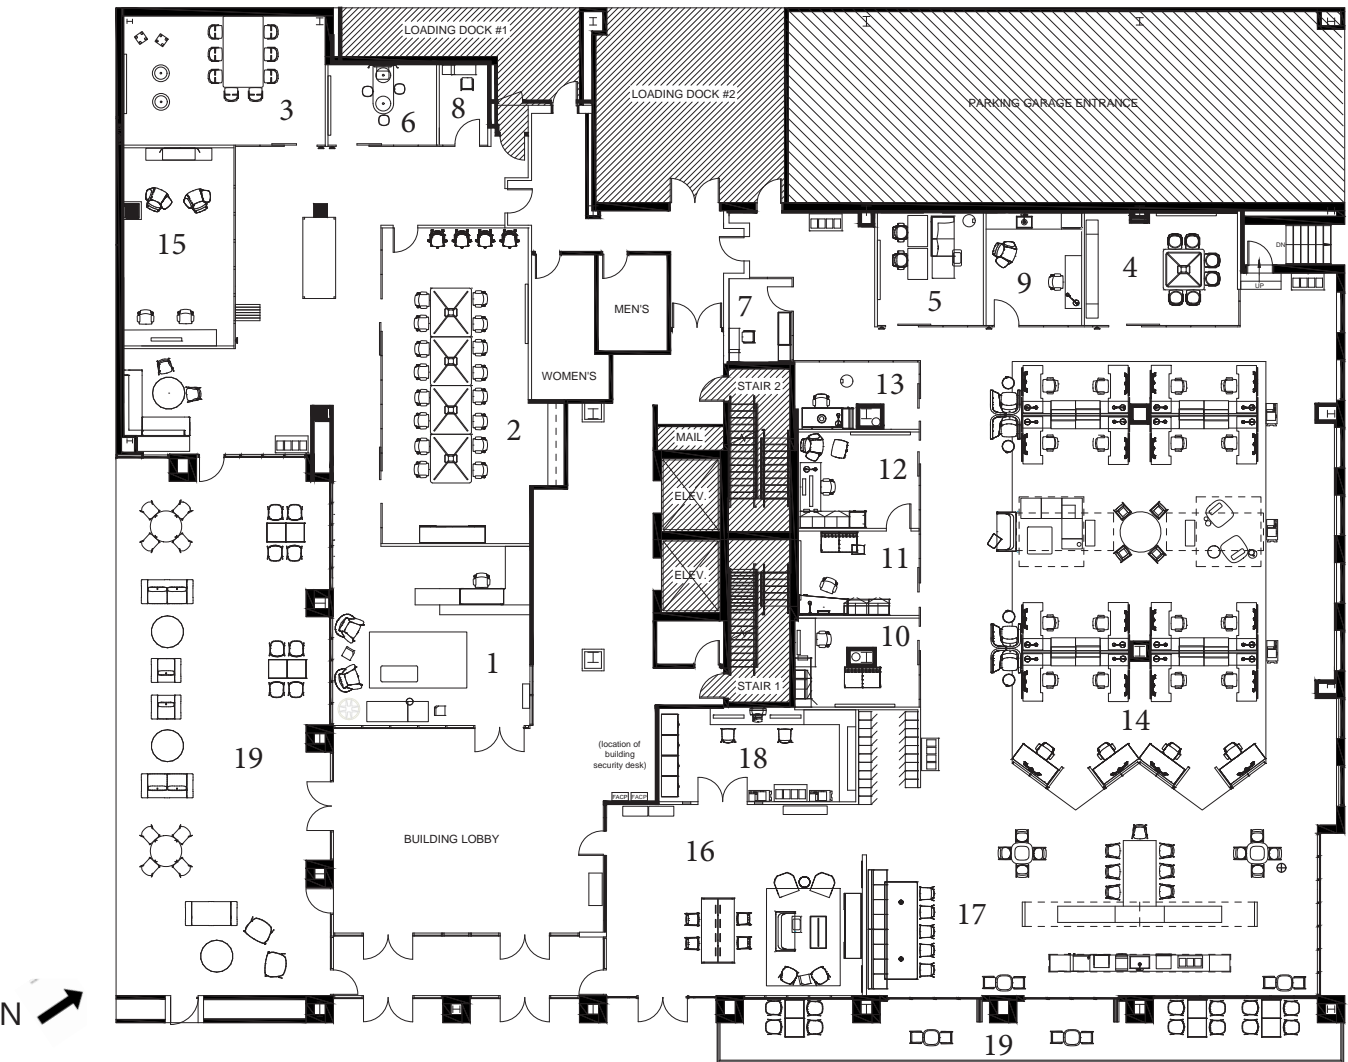 LOADING DOCK #1
LOADING DOCK #2
PARKING GARAGE ENTRANCE
3
6
8
15
5
9
4
DN
UP
7
MEN'S
WOMEN'S
STAIR 2
13
2
MAIL
12
ELEV.
11
ELEV.
10
1
STAIR 1
14
19
(location of
building
security desk)
18
FACP FACP
BUILDING LOBBY
16
17
N
19